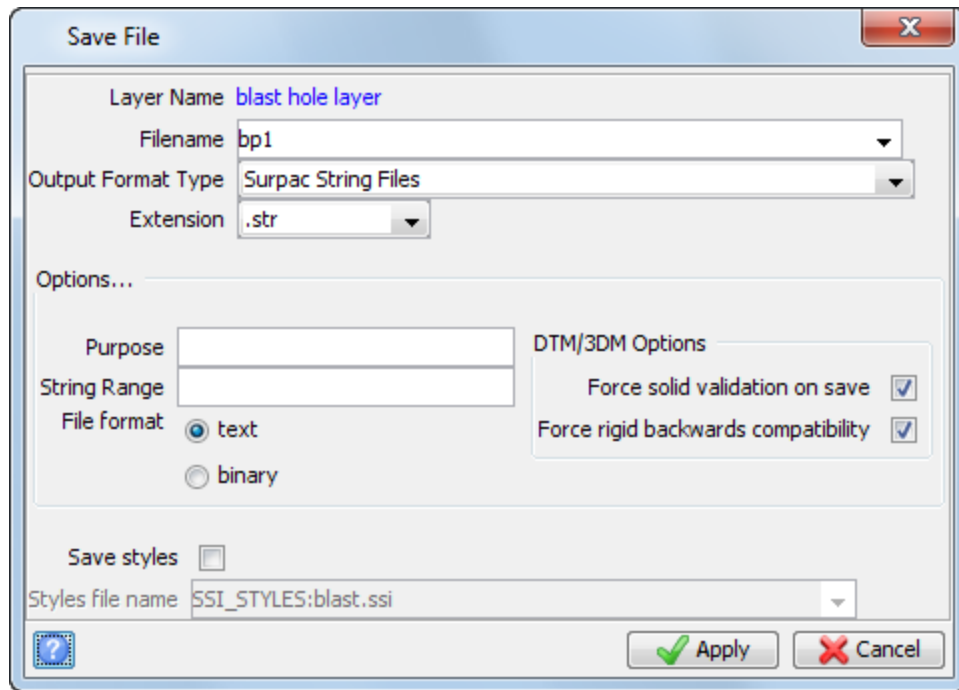 Save File
Layer Name blast hole layer
Filename bp1
Output Format Type Surpac String Files
Extension .str
Options...
Purpose
DTM/3DM Options
String Range
Force solid validation on save
File format
text
Force rigid backwards compatibility
binary
Save styles
Styles file name SSI_STYLES:blast.ssi
? Apply Cancel